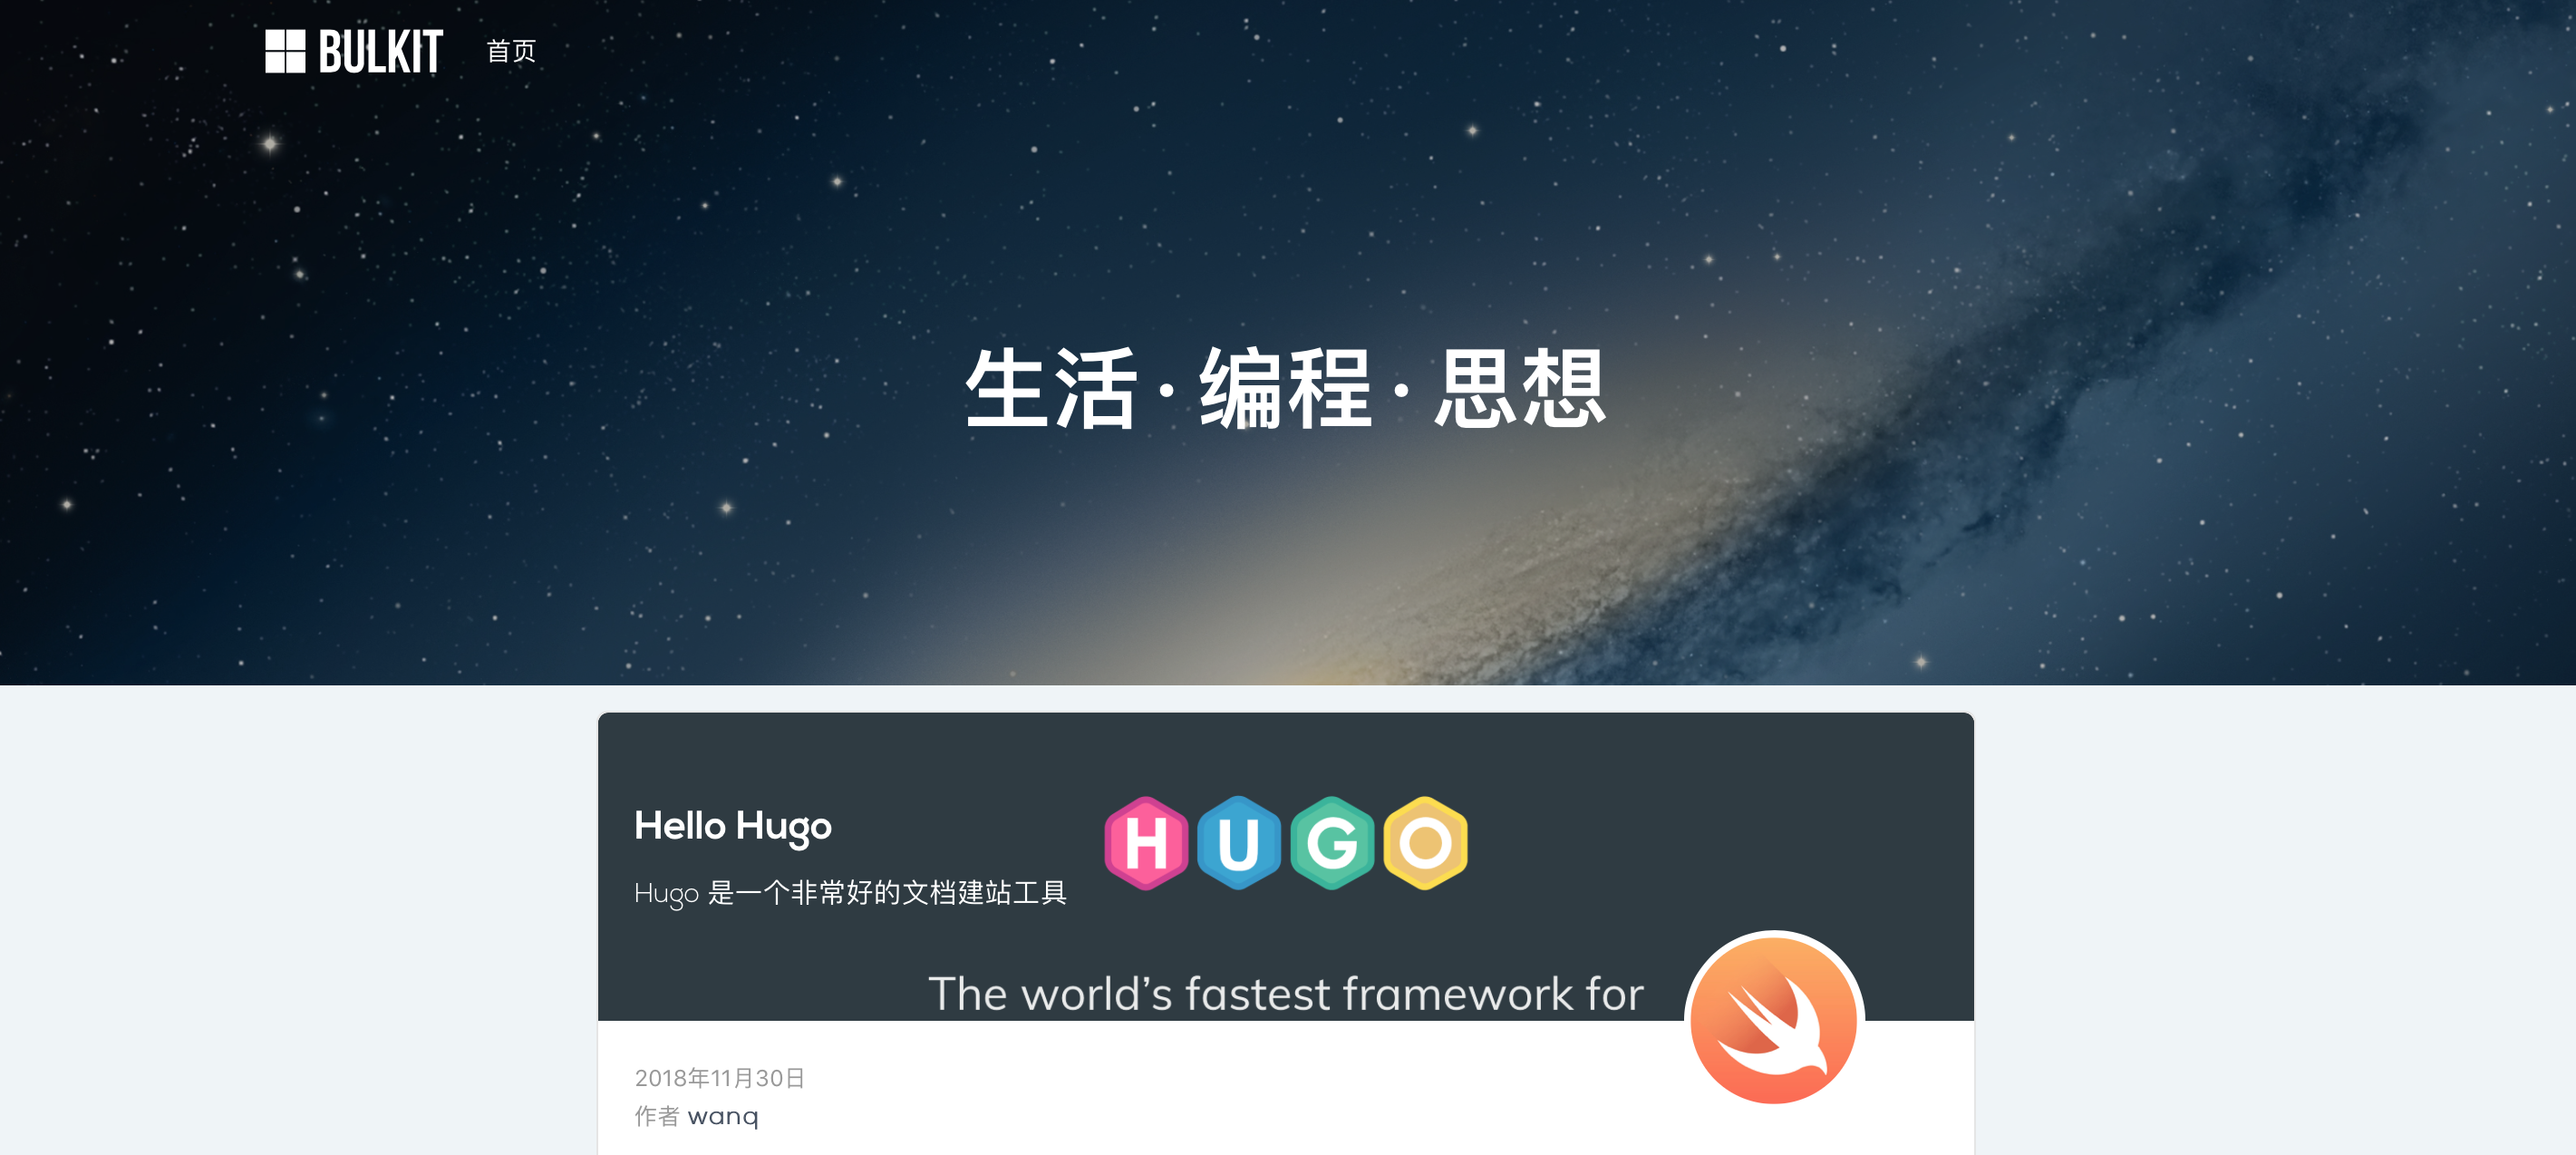 BULKIT 首页
生活·编程·思想
Hello Hugo
HUGO
Hugo 是一个非常好的文档建站工具
The world's fastest framework for
2018年11月30日
作者 wanq